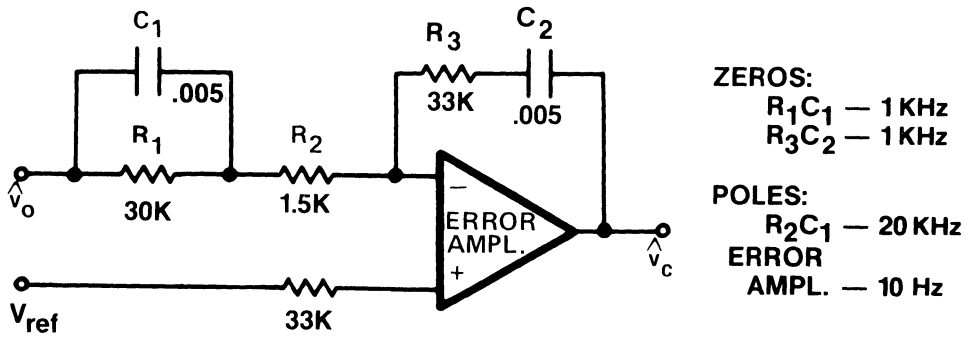 C1
.005
R1
30K
R2
1.5K
R3
33K
C2
.005
v̂o
Vref
33K
−
ERROR
AMPL.
+
v̂c
ZEROS:
R1C1 — 1 KHz
R3C2 — 1 KHz
POLES:
R2C1 — 20 KHz
ERROR
AMPL. — 10 Hz